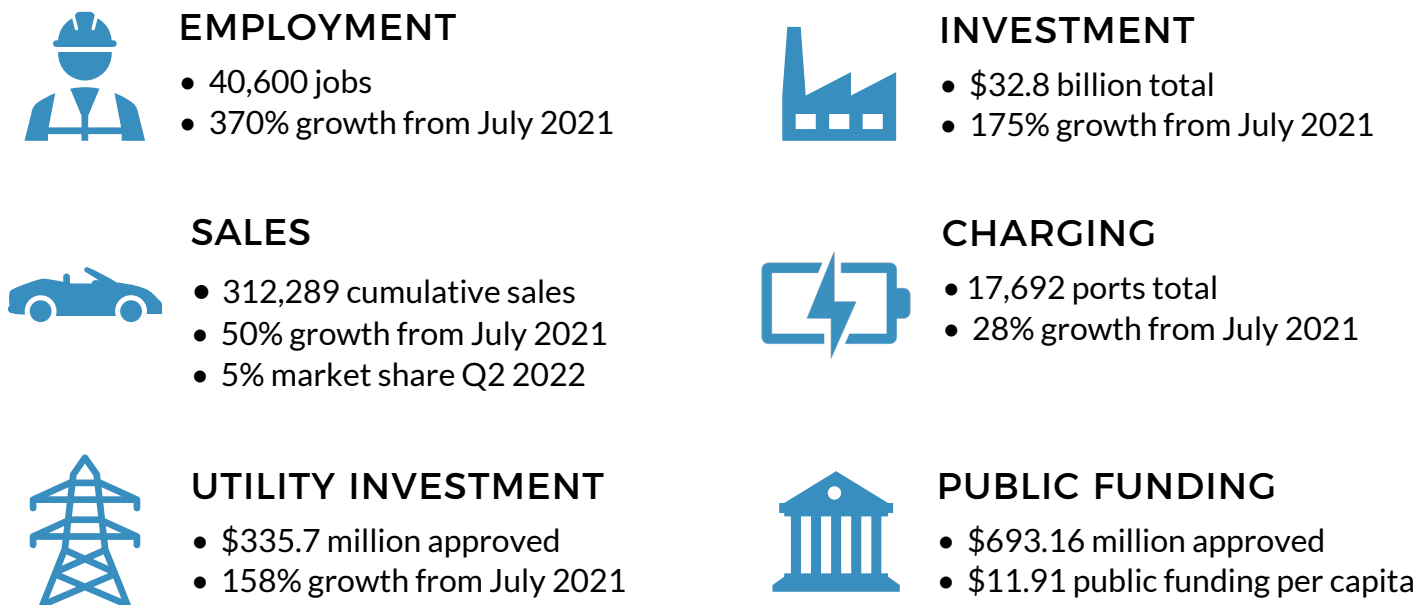 EMPLOYMENT
• 40,600 jobs
• 370% growth from July 2021
INVESTMENT
• $32.8 billion total
• 175% growth from July 2021
SALES
• 312,289 cumulative sales
• 50% growth from July 2021
• 5% market share Q2 2022
CHARGING
• 17,692 ports total
• 28% growth from July 2021
UTILITY INVESTMENT
• $335.7 million approved
• 158% growth from July 2021
PUBLIC FUNDING
• $693.16 million approved
• $11.91 public funding per capita